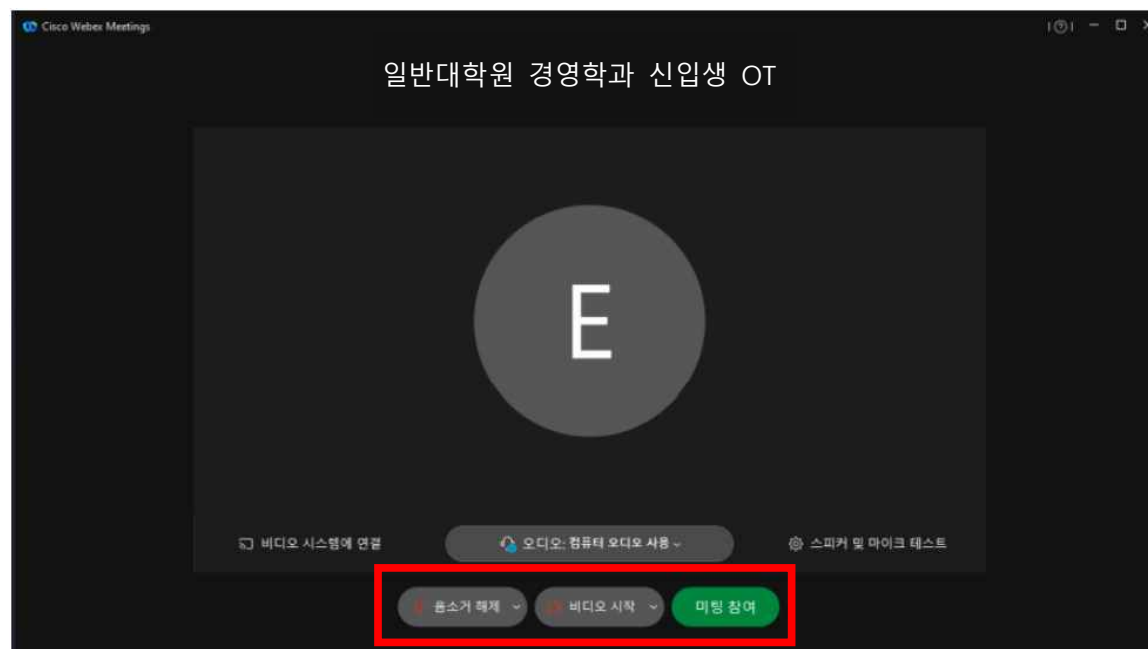 Cisco Webex Meetings
일반대학원 경영학과 신입생 OT
E
비디오 시스템에 연결
오디오: 컴퓨터 오디오 사용
스피커 및 마이크 테스트
음소거 해제
비디오 시작
미팅 참여